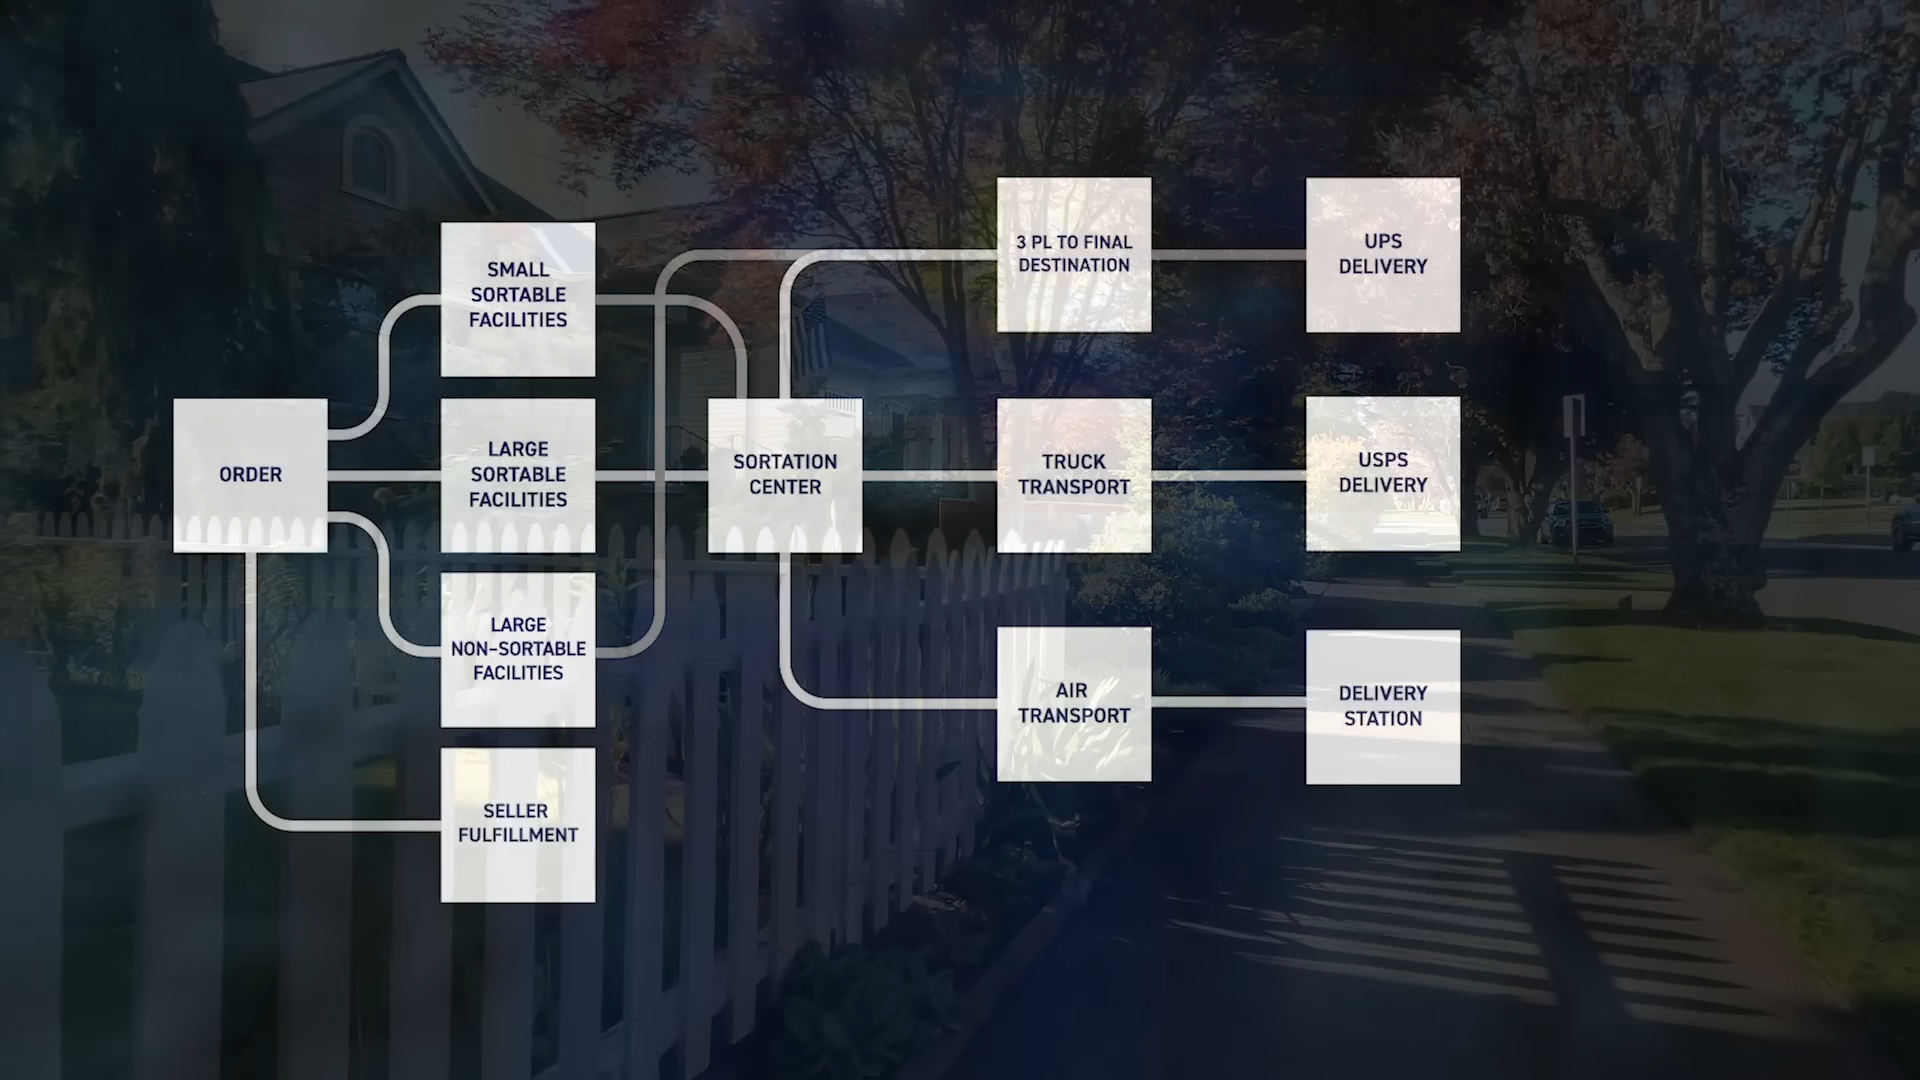 ORDER
SMALL
SORTABLE
FACILITIES
LARGE
SORTABLE
FACILITIES
LARGE
NON-SORTABLE
FACILITIES
SELLER
FULFILLMENT
SORTATION
CENTER
3 PL TO FINAL
DESTINATION
TRUCK
TRANSPORT
AIR
TRANSPORT
UPS
DELIVERY
USPS
DELIVERY
DELIVERY
STATION